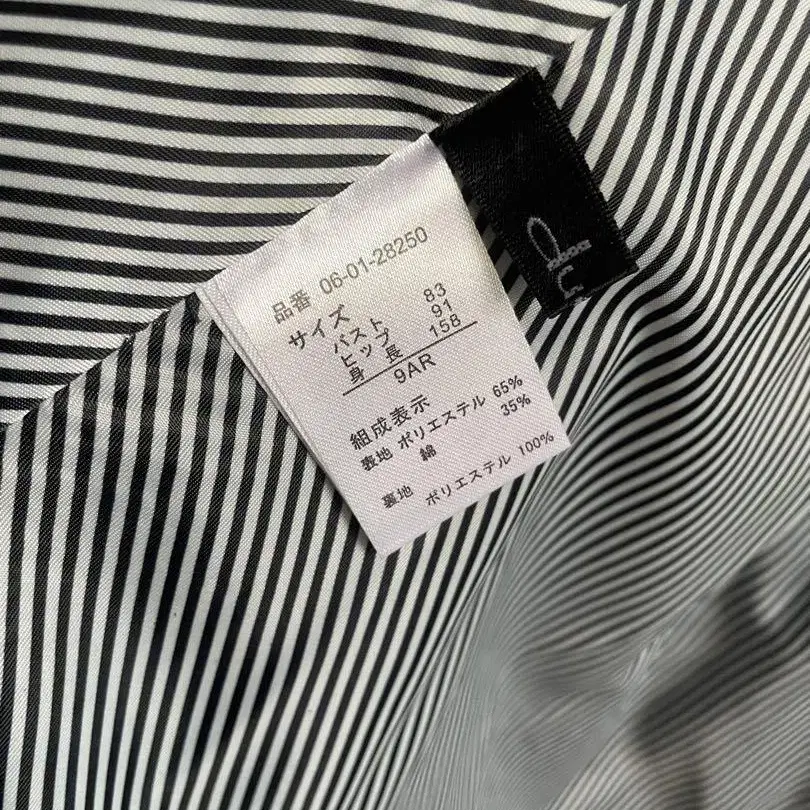 品番 06-01-28250
サイズ
バスト 83
ヒップ 91
身長 158
9AR
組成表示
表地 ポリエステル 65%
綿 35%
裏地 ポリエステル 100%